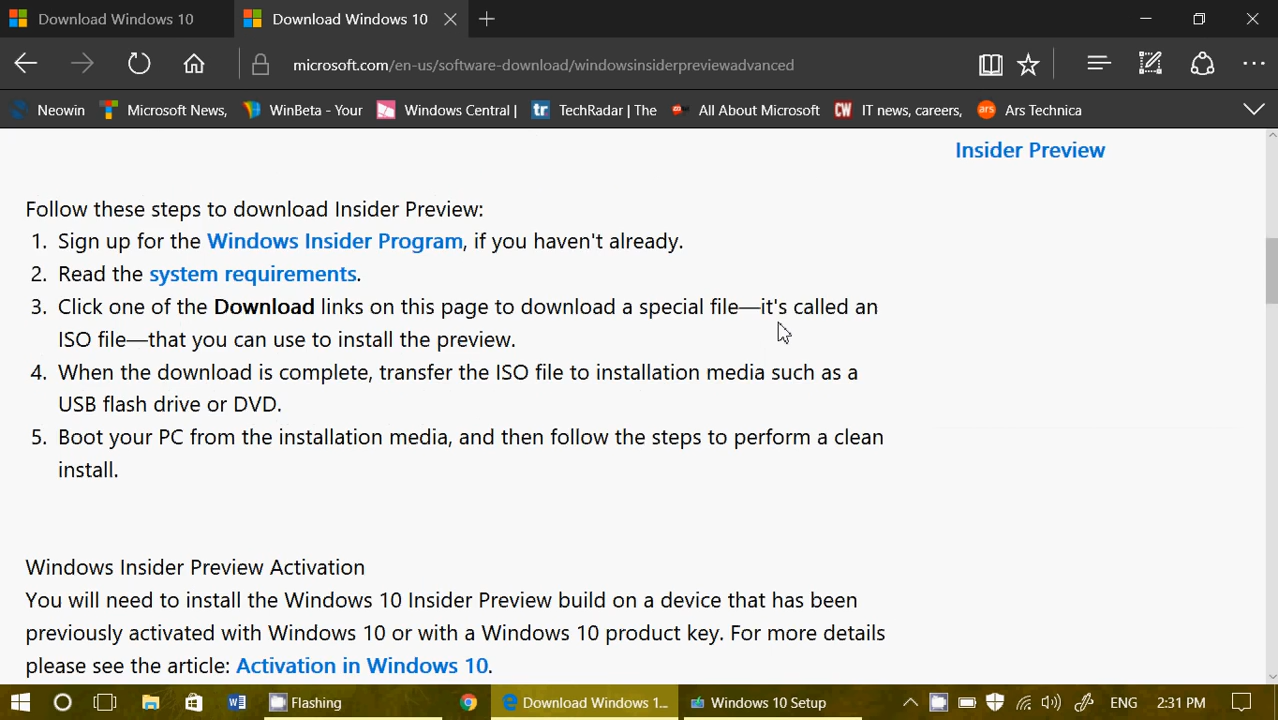 Download Windows 10
Download Windows 10
microsoft.com/en-us/software-download/windowsinsiderpreviewadvanced
Neowin
Microsoft News,
WinBeta - Your
Windows Central |
tr
TechRadar | The
All About Microsoft
CW
IT news, careers,
ars
Ars Technica
Insider Preview
Follow these steps to download Insider Preview:
1. Sign up for the Windows Insider Program, if you haven't already.
2. Read the system requirements.
3. Click one of the Download links on this page to download a special file—it's called an
ISO file—that you can use to install the preview.
4. When the download is complete, transfer the ISO file to installation media such as a
USB flash drive or DVD.
5. Boot your PC from the installation media, and then follow the steps to perform a clean
install.
Windows Insider Preview Activation
You will need to install the Windows 10 Insider Preview build on a device that has been
previously activated with Windows 10 or with a Windows 10 product key. For more details
please see the article: Activation in Windows 10.
Flashing
Download Windows 1...
Windows 10 Setup
ENG
2:31 PM